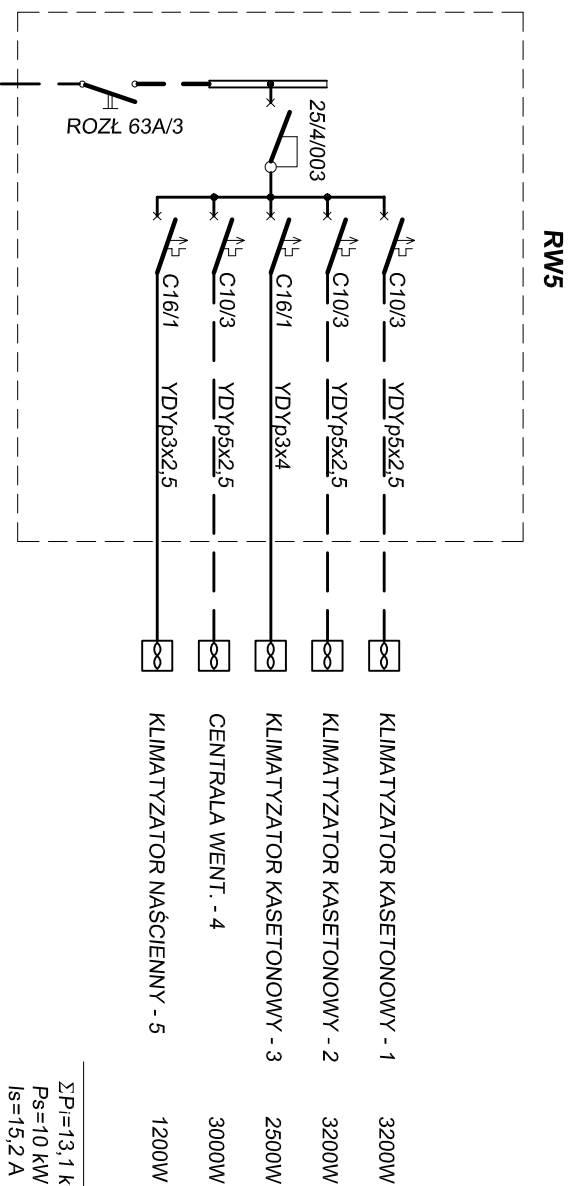 RW5
ROZŁ 63A/3
25/4/003
C10/3 YDYp5x2,5 KLIMATYZATOR KASETONOWY - 1 3200W
C10/3 YDYp5x2,5 KLIMATYZATOR KASETONOWY - 2 3200W
C16/1 YDYp3x4 KLIMATYZATOR KASETONOWY - 3 2500W
C10/3 YDYp5x2,5 CENTRALA WENT. - 4 3000W
C16/1 YDYp3x2,5 KLIMATYZATOR NAŚCIENNY - 5 1200W
ΣPi=13,1 k
Ps=10 kW
Is=15,2 A